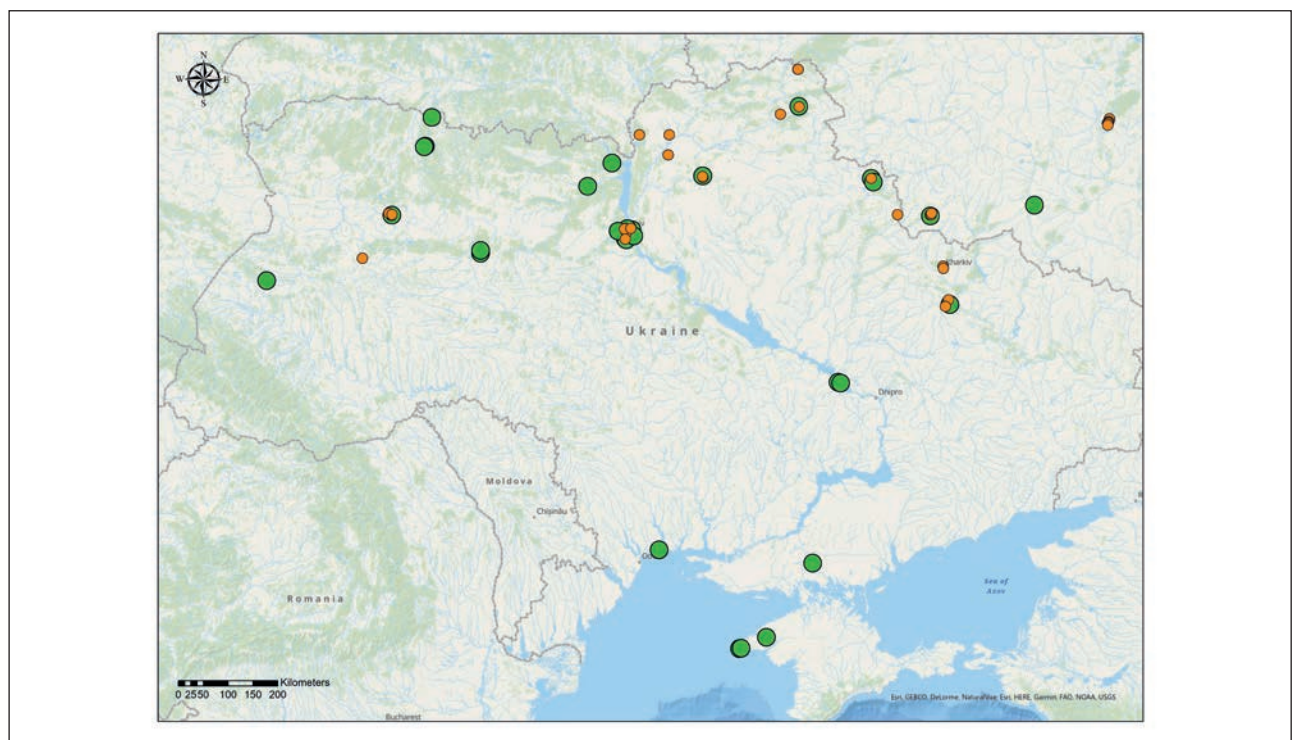 N
W E
S
Kharkiv
Ukraine
Dnipro
Moldova
Chișinău
Sea of
Azov
Romania
Kilometers
0 2550 100 150 200
Bucharest
Esri, GEBCO, DeLorme, NaturalVue; Esri, HERE, Garmin, FAO, NOAA, USGS